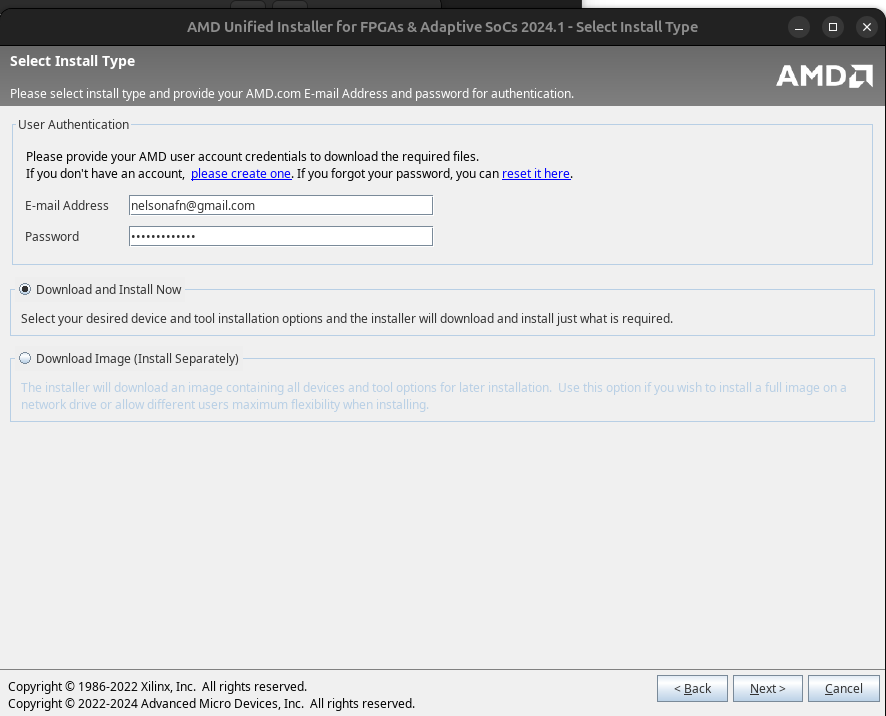 AMD Unified Installer for FPGAs & Adaptive SoCs 2024.1 - Select Install Type
Select Install Type
Please select install type and provide your AMD.com E-mail Address and password for authentication.
AMD
User Authentication
Please provide your AMD user account credentials to download the required files.
If you don't have an account,  please create one. If you forgot your password, you can reset it here.
E-mail Address nelsonafn@gmail.com
Password •••••••••••••
Download and Install Now
Select your desired device and tool installation options and the installer will download and install just what is required.
Download Image (Install Separately)
The installer will download an image containing all devices and tool options for later installation.  Use this option if you wish to install a full image on a
network drive or allow different users maximum flexibility when installing.
Copyright © 1986-2022 Xilinx, Inc.  All rights reserved.
Copyright © 2022-2024 Advanced Micro Devices, Inc.  All rights reserved.
< Back Next > Cancel